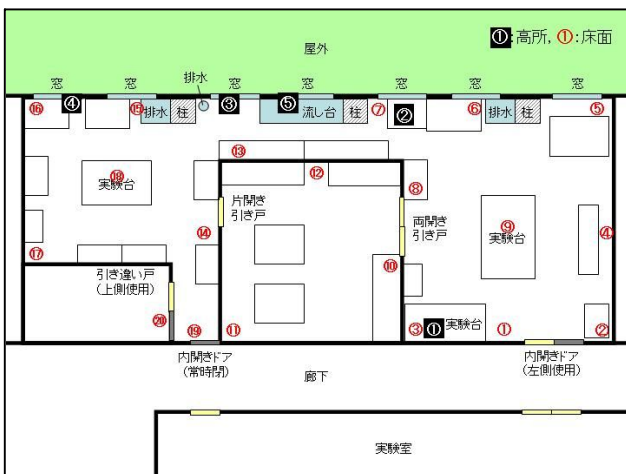 屋外
❶:高所, ①:床面
窓
窓
排水
窓
窓
窓
窓
窓
⑯
❹
⑮
排水
柱
❸
❺
流し台
柱
⑦
❷
⑥
排水
柱
⑤
⑬
⑫
⑱
実験台
⑧
片開き
引き戸
両開き
引き戸
⑨
実験台
④
⑭
⑰
⑩
引き違い戸
(上側使用)
⑳
⑲
⑪
③
❶
実験台
①
②
内開きドア
(常時閉)
内開きドア
(左側使用)
廊下
実験室